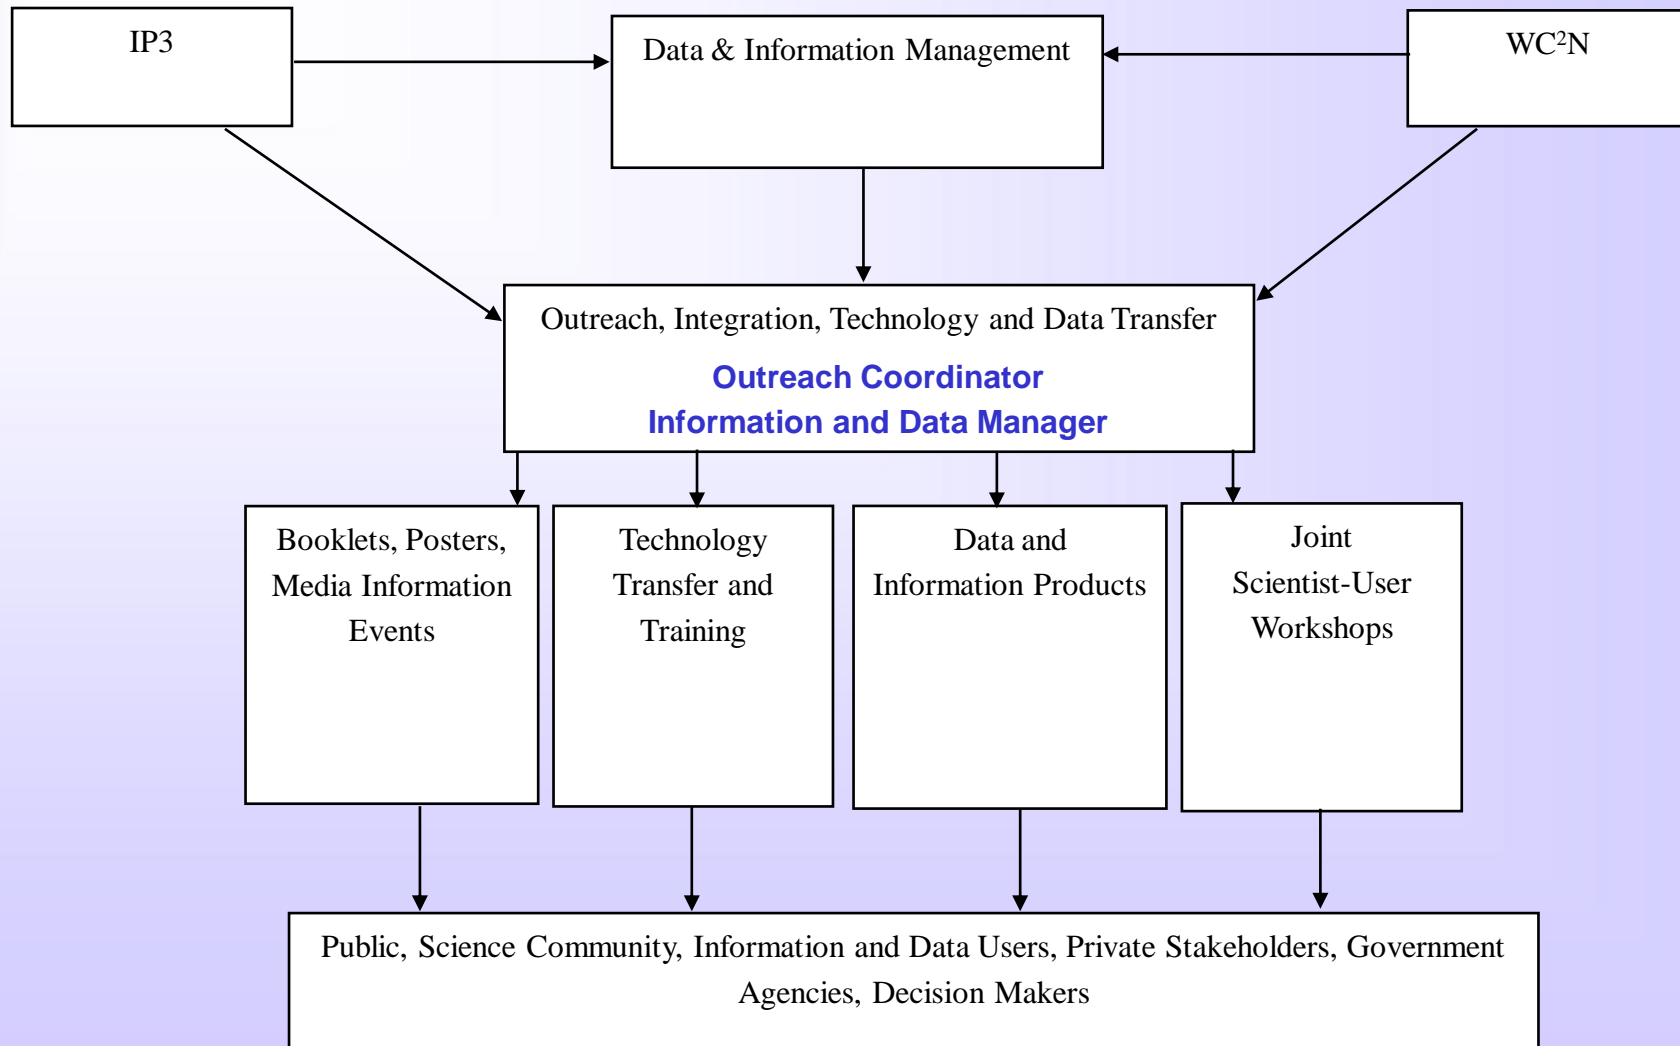 IP3
Data & Information Management
WC²N
Outreach, Integration, Technology and Data Transfer
Outreach Coordinator
Information and Data Manager
Booklets, Posters,
Media Information
Events
Technology
Transfer and
Training
Data and
Information Products
Joint
Scientist-User
Workshops
Public, Science Community, Information and Data Users, Private Stakeholders, Government
Agencies, Decision Makers